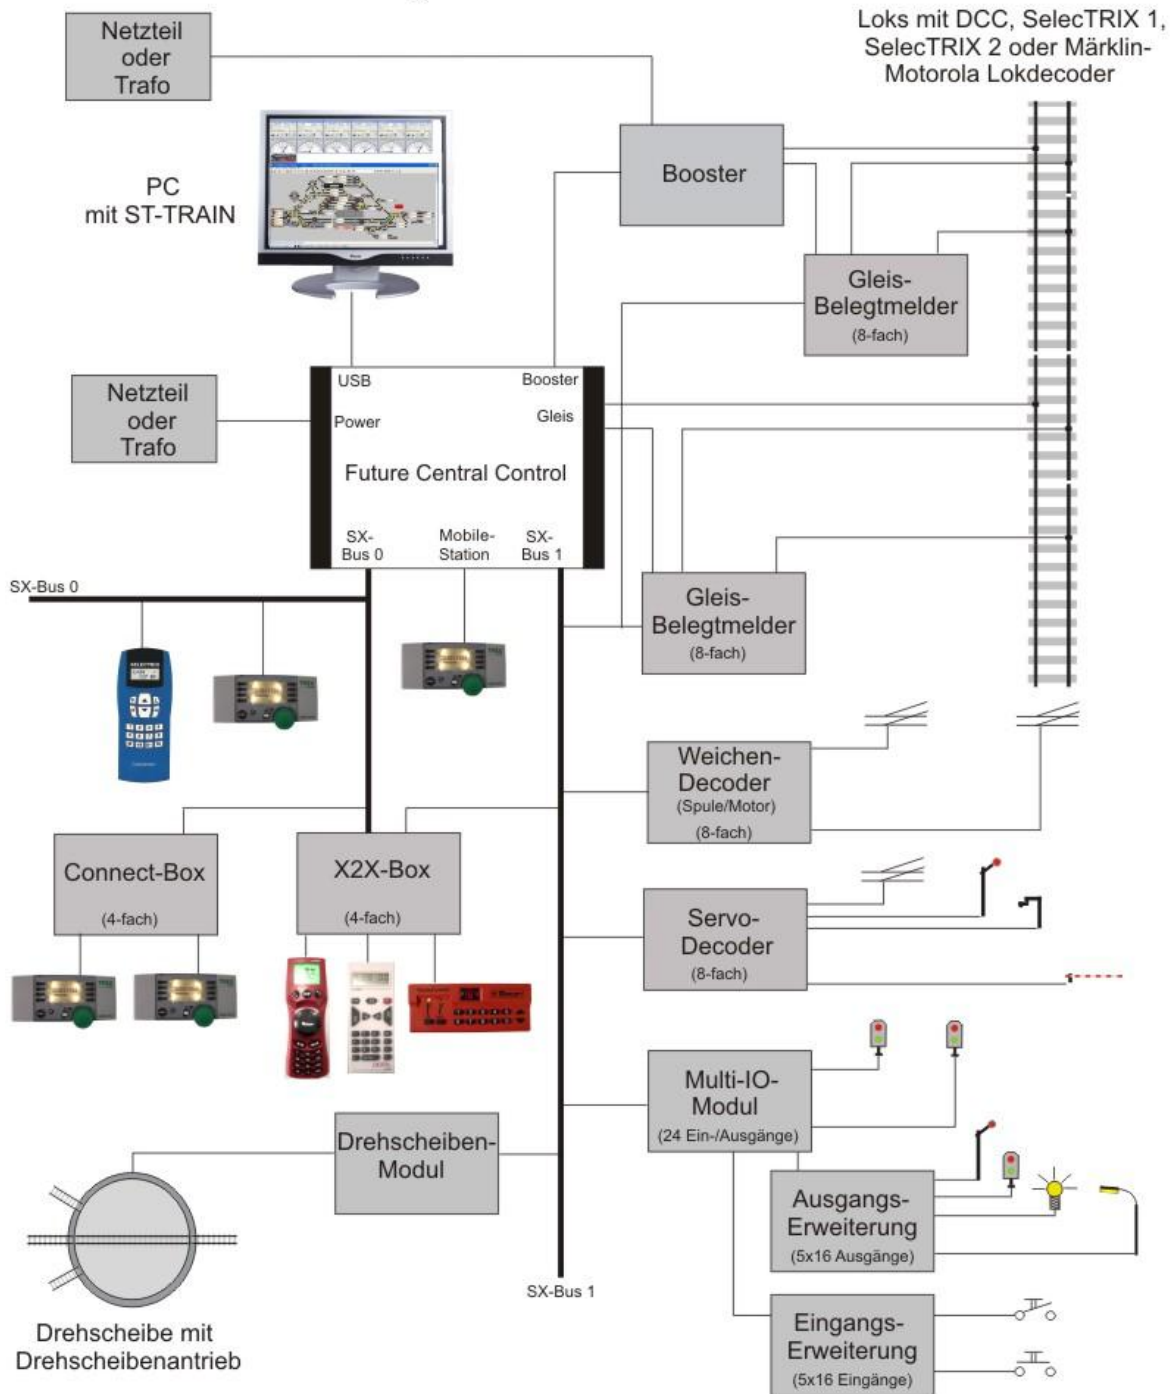 Netzteil
oder
Trafo
Loks mit DCC, SelecTRIX 1,
SelecTRIX 2 oder Märklin-
Motorola Lokdecoder
PC
mit ST-TRAIN
Booster
Gleis-
Belegtmelder
(8-fach)
Netzteil
oder
Trafo
USB
Booster
Power
Gleis
Future Central Control
SX-
Bus 0
Mobile-
Station
SX-
Bus 1
SX-Bus 0
Gleis-
Belegtmelder
(8-fach)
SELECTRIX
Weichen-
Decoder
(Spule/Motor)
(8-fach)
Connect-Box
(4-fach)
X2X-Box
(4-fach)
Servo-
Decoder
(8-fach)
Multi-IO-
Modul
(24 Ein-/Ausgänge)
Drehscheiben-
Modul
Ausgangs-
Erweiterung
(5x16 Ausgänge)
SX-Bus 1
Eingangs-
Erweiterung
(5x16 Eingänge)
Drehscheibe mit
Drehscheibenantrieb